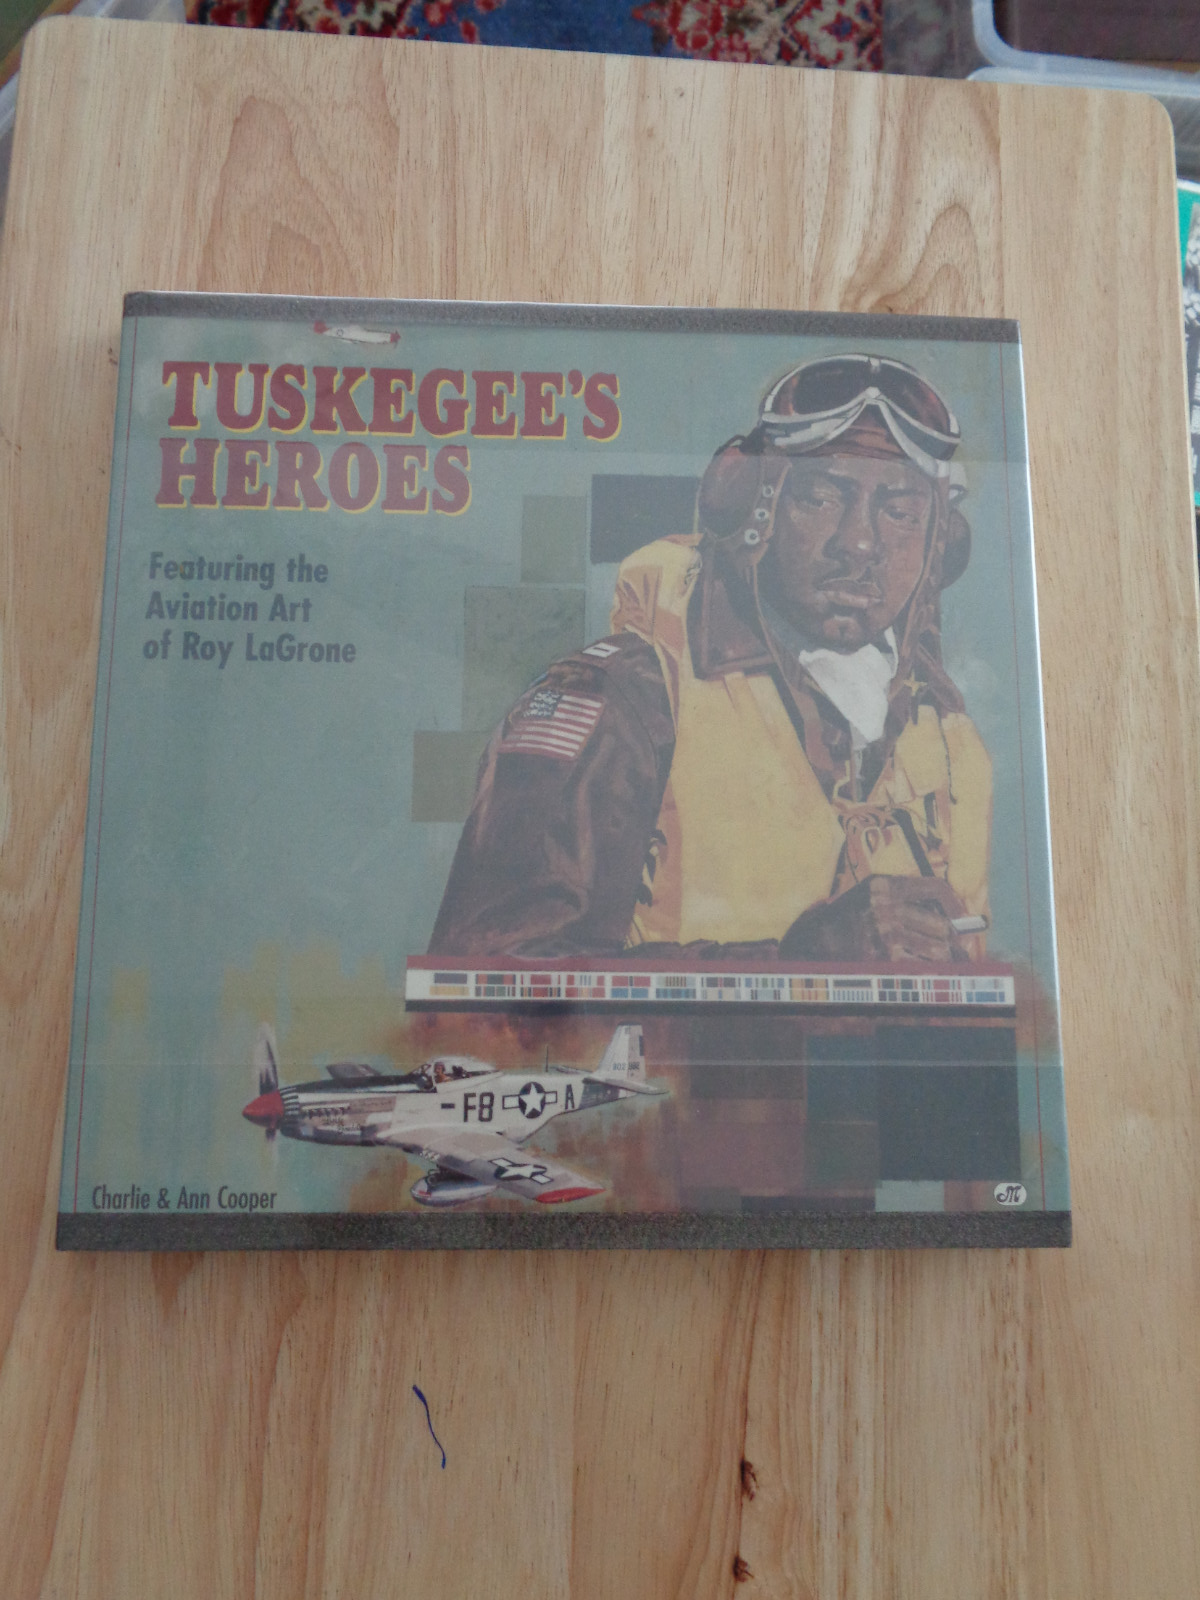 TUSKEGEE'S
HEROES
Featuring the
Aviation Art
of Roy LaGrone
F8
A
Charlie & Ann Cooper
M